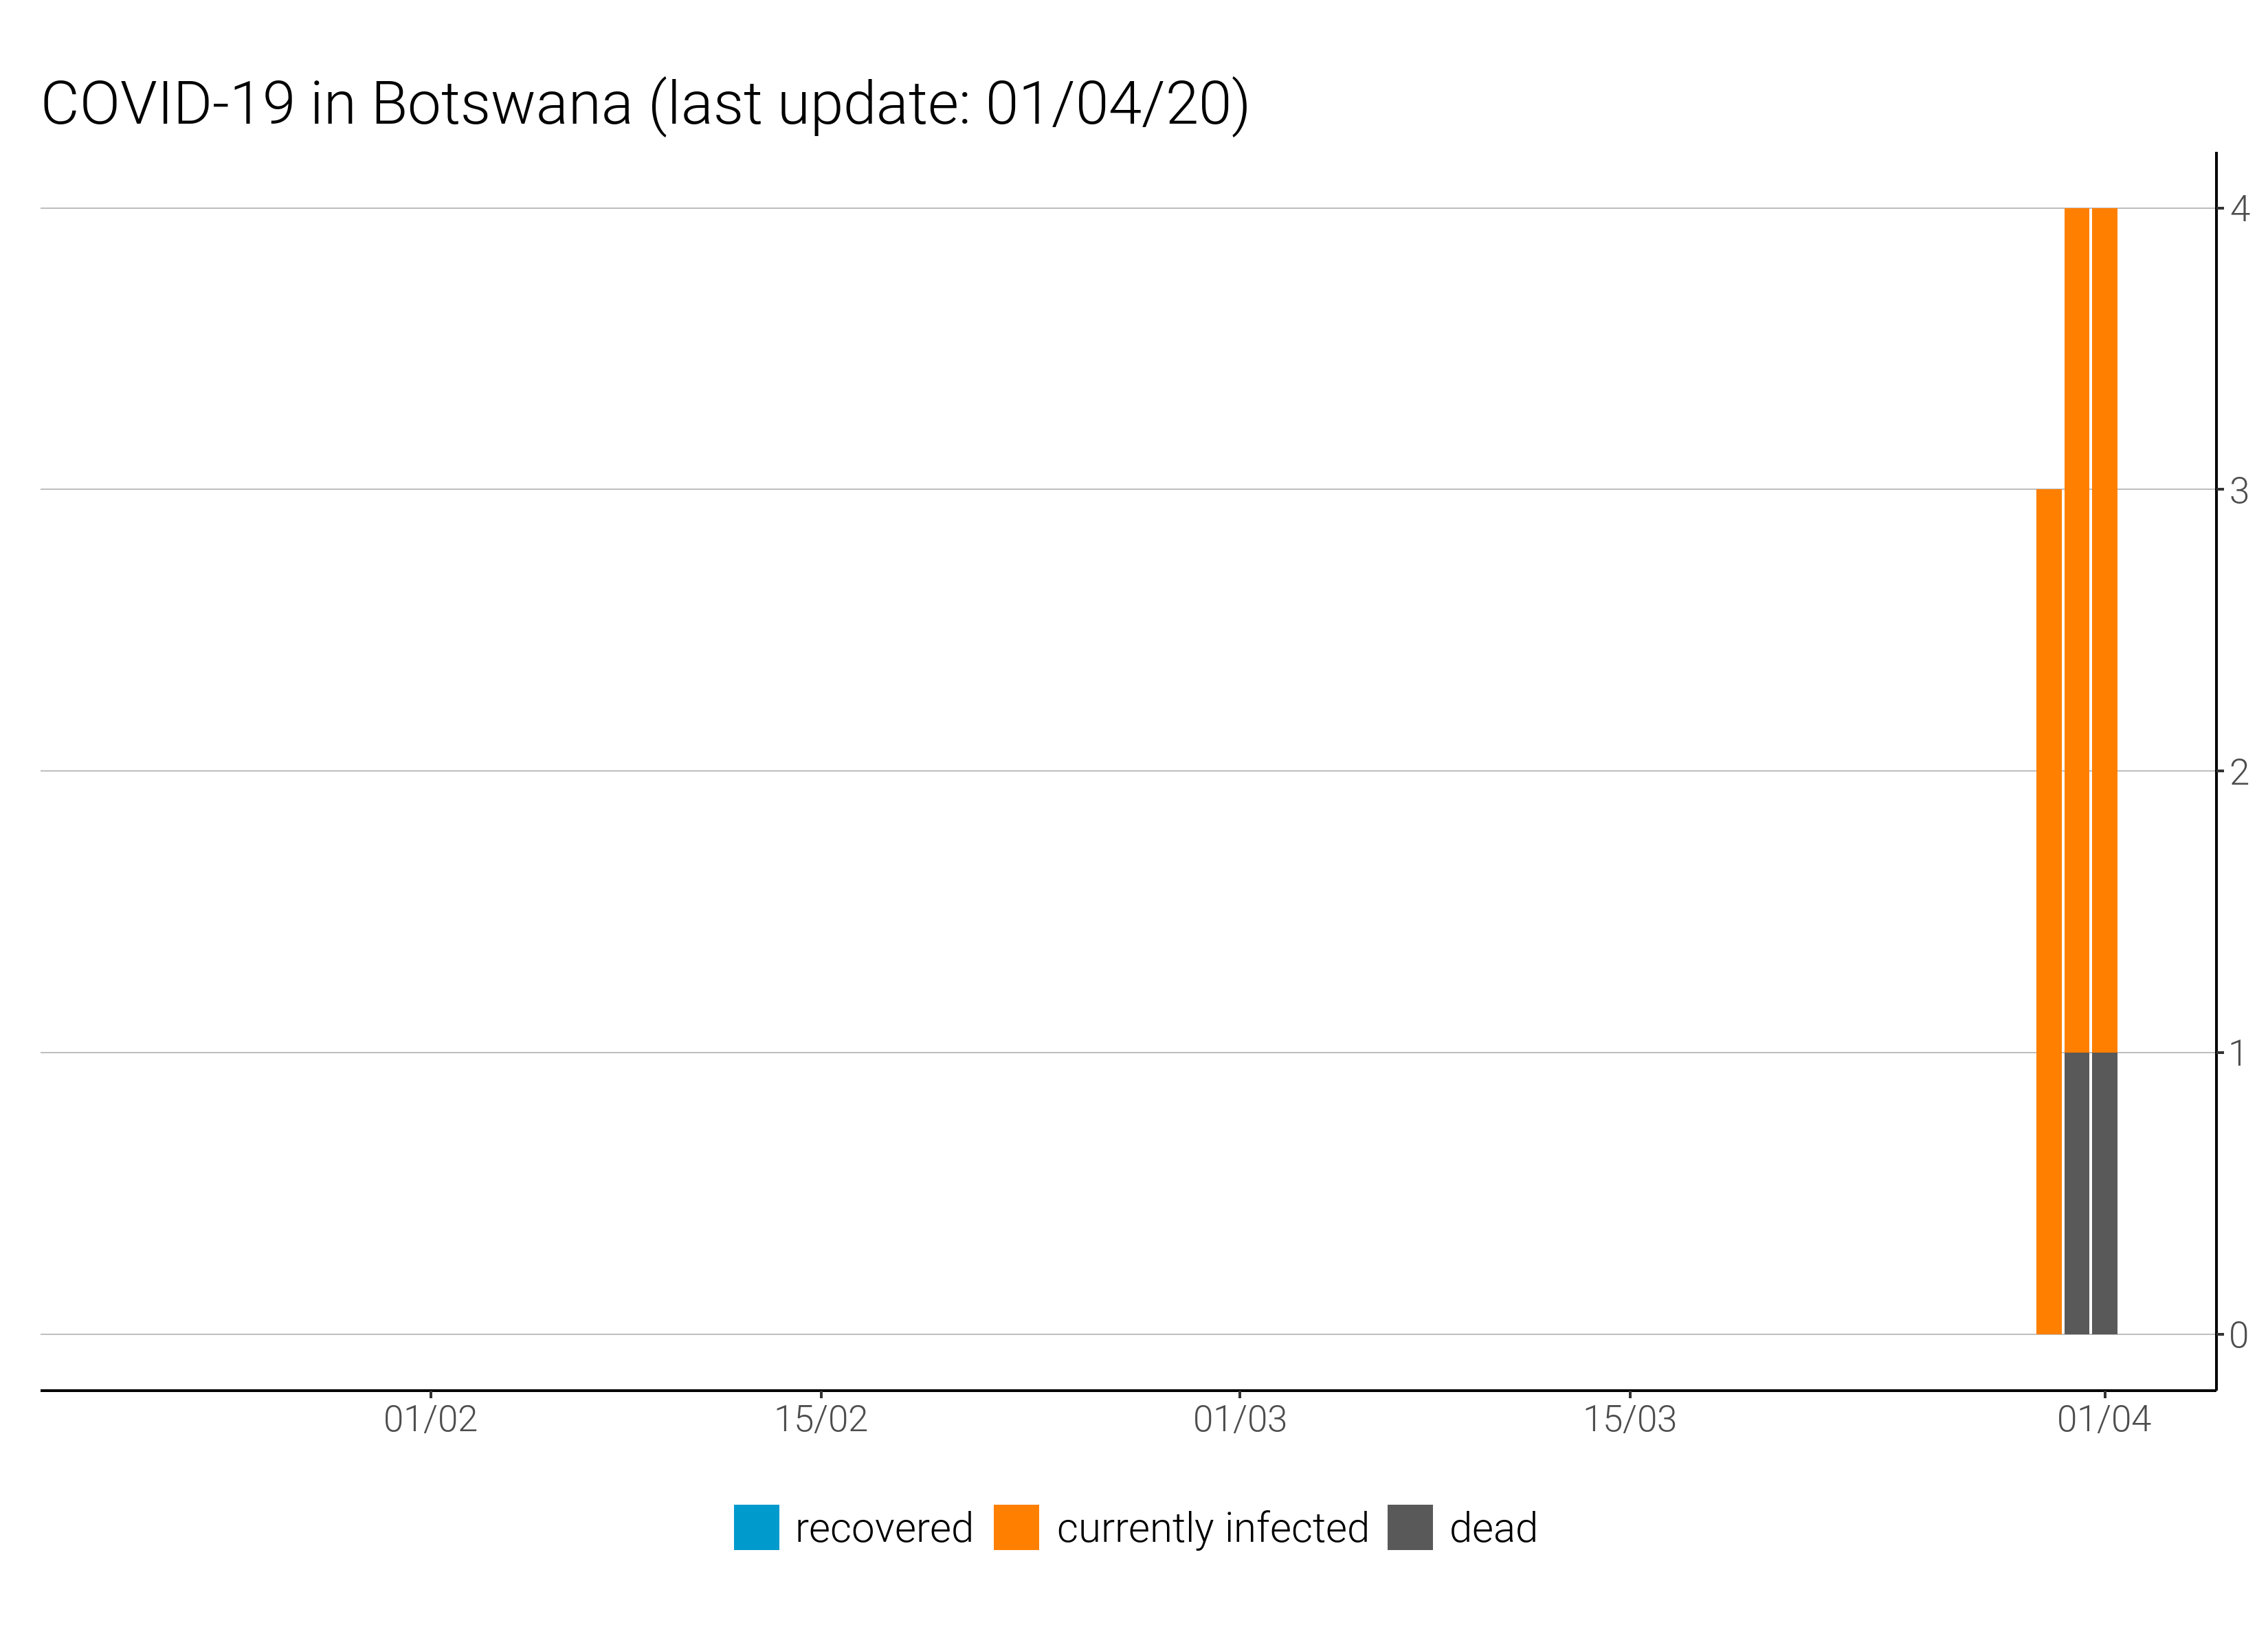 COVID-19 in Botswana (last update: 01/04/20)
4
3
2
1
0
01/02 15/02 01/03 15/03 01/04
recovered currently infected dead